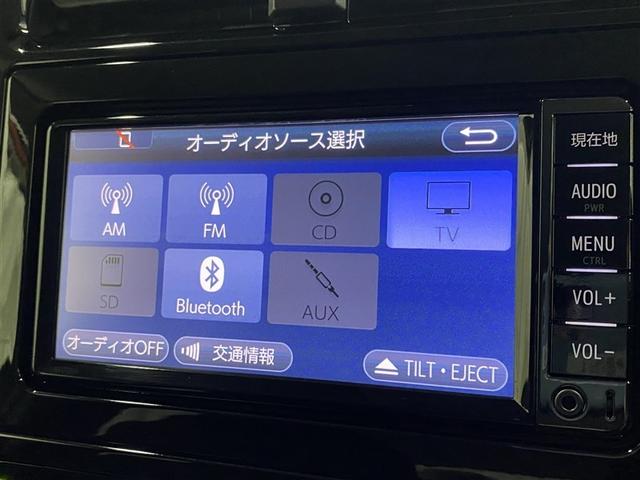 オーディオソース選択
AM
FM
CD
TV
SD
Bluetooth
AUX
オーディオOFF
交通情報
TILT・EJECT
現在地
AUDIO
PWR
MENU
CTRL
VOL+
VOL-